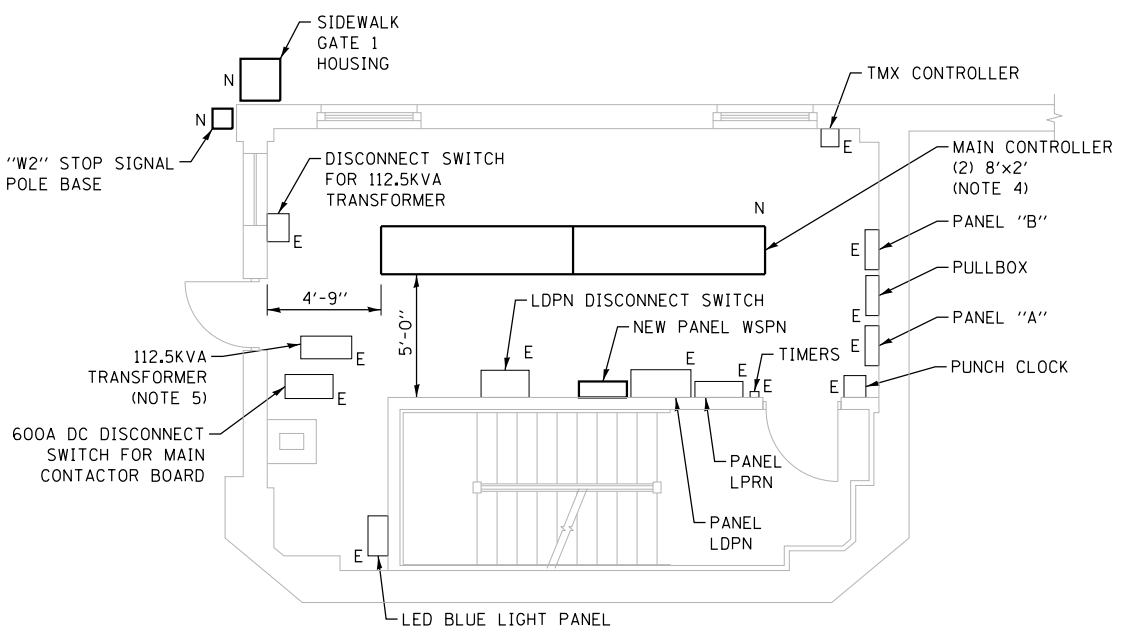 SIDEWALK
GATE 1
HOUSING
N
TMX CONTROLLER
N
E
"W2" STOP SIGNAL
POLE BASE
DISCONNECT SWITCH
FOR 112.5KVA
TRANSFORMER
MAIN CONTROLLER
(2) 8'x2'
(NOTE 4)
N
E
PANEL "B"
E
PULLBOX
E
4'-9"
5'-0"
LDPN DISCONNECT SWITCH
E
NEW PANEL WSPN
PANEL "A"
E
112.5KVA
TRANSFORMER
(NOTE 5)
E
E
E
TIMERS
E
PUNCH CLOCK
E
E
600A DC DISCONNECT
SWITCH FOR MAIN
CONTACTOR BOARD
PANEL
LPRN
PANEL
LDPN
E
LED BLUE LIGHT PANEL